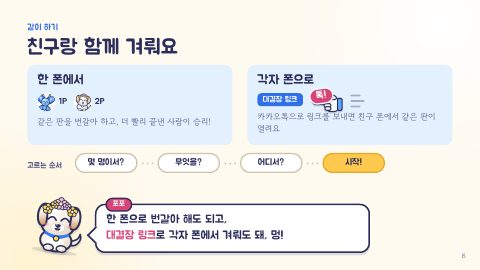 같이 하기
친구랑 함께 겨뤄요
한 폰에서
1P 2P
같은 판을 번갈아 하고, 더 빨리 끝낸 사람이 승리!
각자 폰으로
대결장 링크 톡!
카카오톡으로 링크를 보내면 친구 폰에서 같은 판이
열려요
고르는 순서 몇 명이서? 무엇을? 어디서? 시작!
포포
한 폰으로 번갈아 해도 되고,
대결장 링크로 각자 폰에서 겨뤄도 돼, 멍!
6